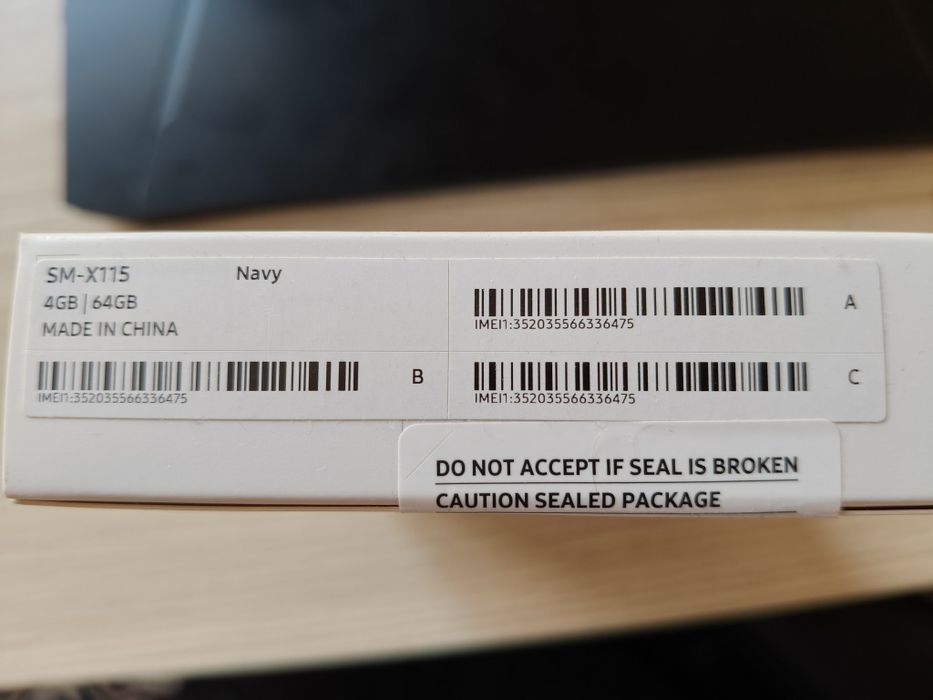 SM-X115 Navy
4GB | 64GB
MADE IN CHINA
IMEI1:352035566336475
A
IMEI1:352035566336475
B
IMEI1:352035566336475
C
DO NOT ACCEPT IF SEAL IS BROKEN
CAUTION SEALED PACKAGE